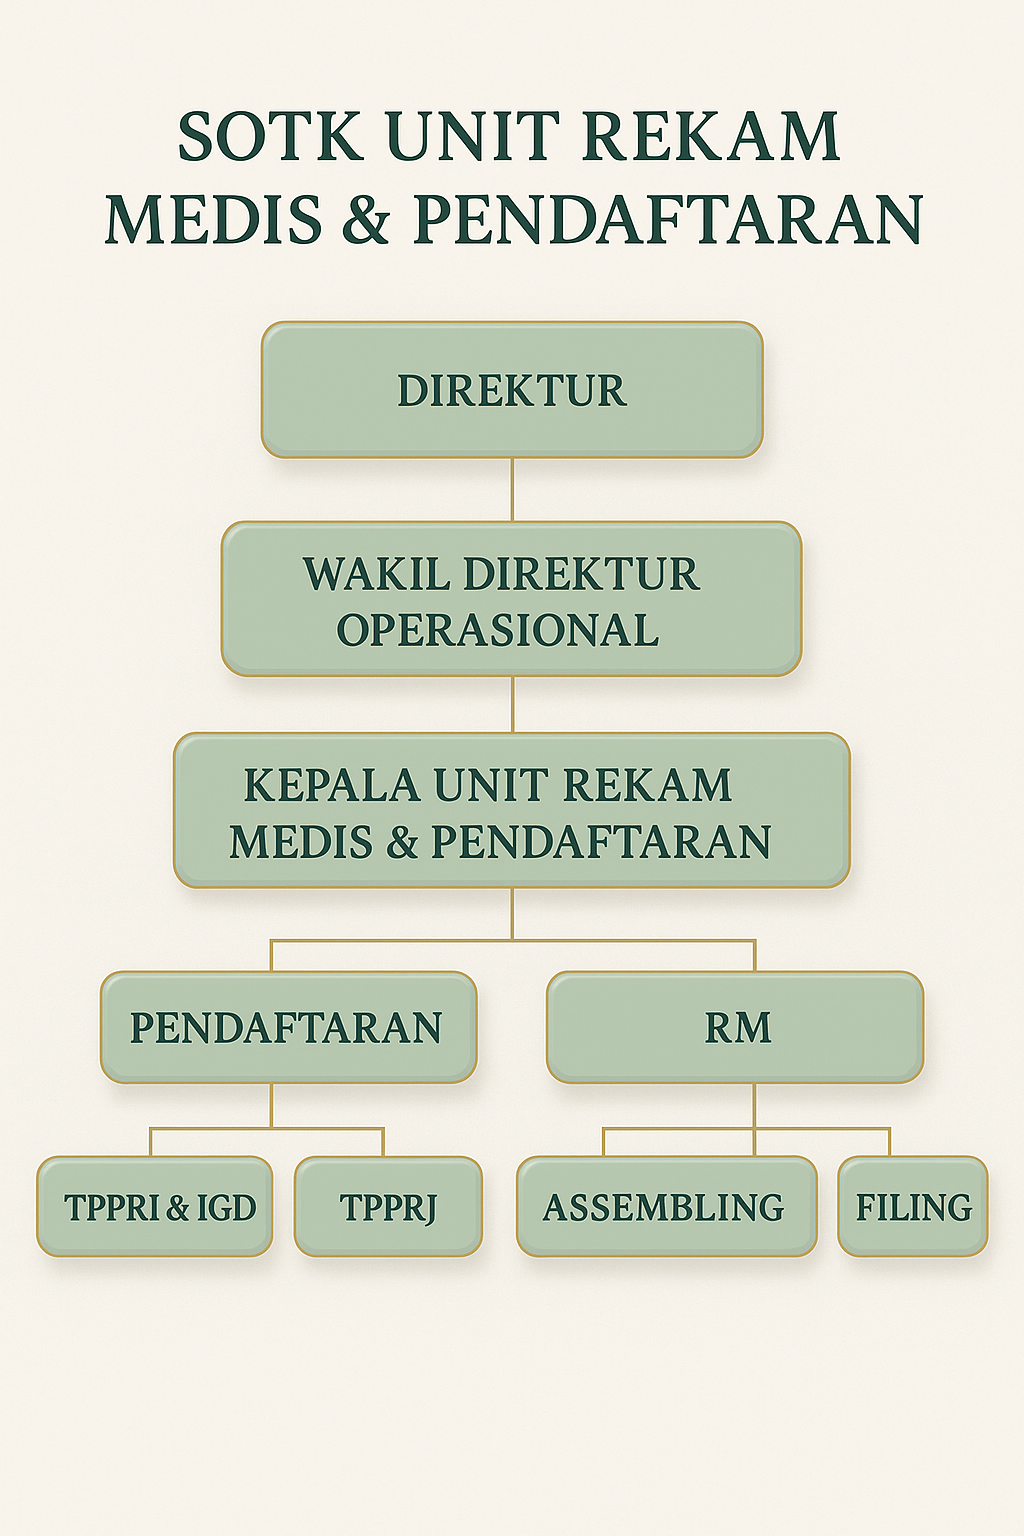 SOTK UNIT REKAM
MEDIS & PENDAFTARAN
DIREKTUR
WAKIL DIREKTUR
OPERASIONAL
KEPALA UNIT REKAM
MEDIS & PENDAFTARAN
PENDAFTARAN
RM
TPPRI & IGD
TPPRJ
ASSEMBLING
FILING